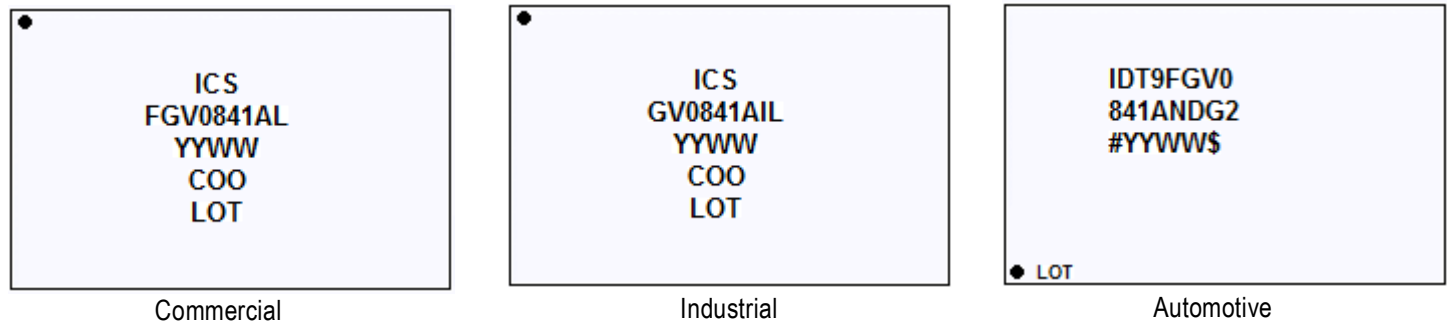 ICS
FGV0841AL
YYWW
COO
LOT
Commercial
ICS
GV0841AIL
YYWW
COO
LOT
Industrial
IDT9FGV0
841ANDG2
#YYWW$
LOT
Automotive